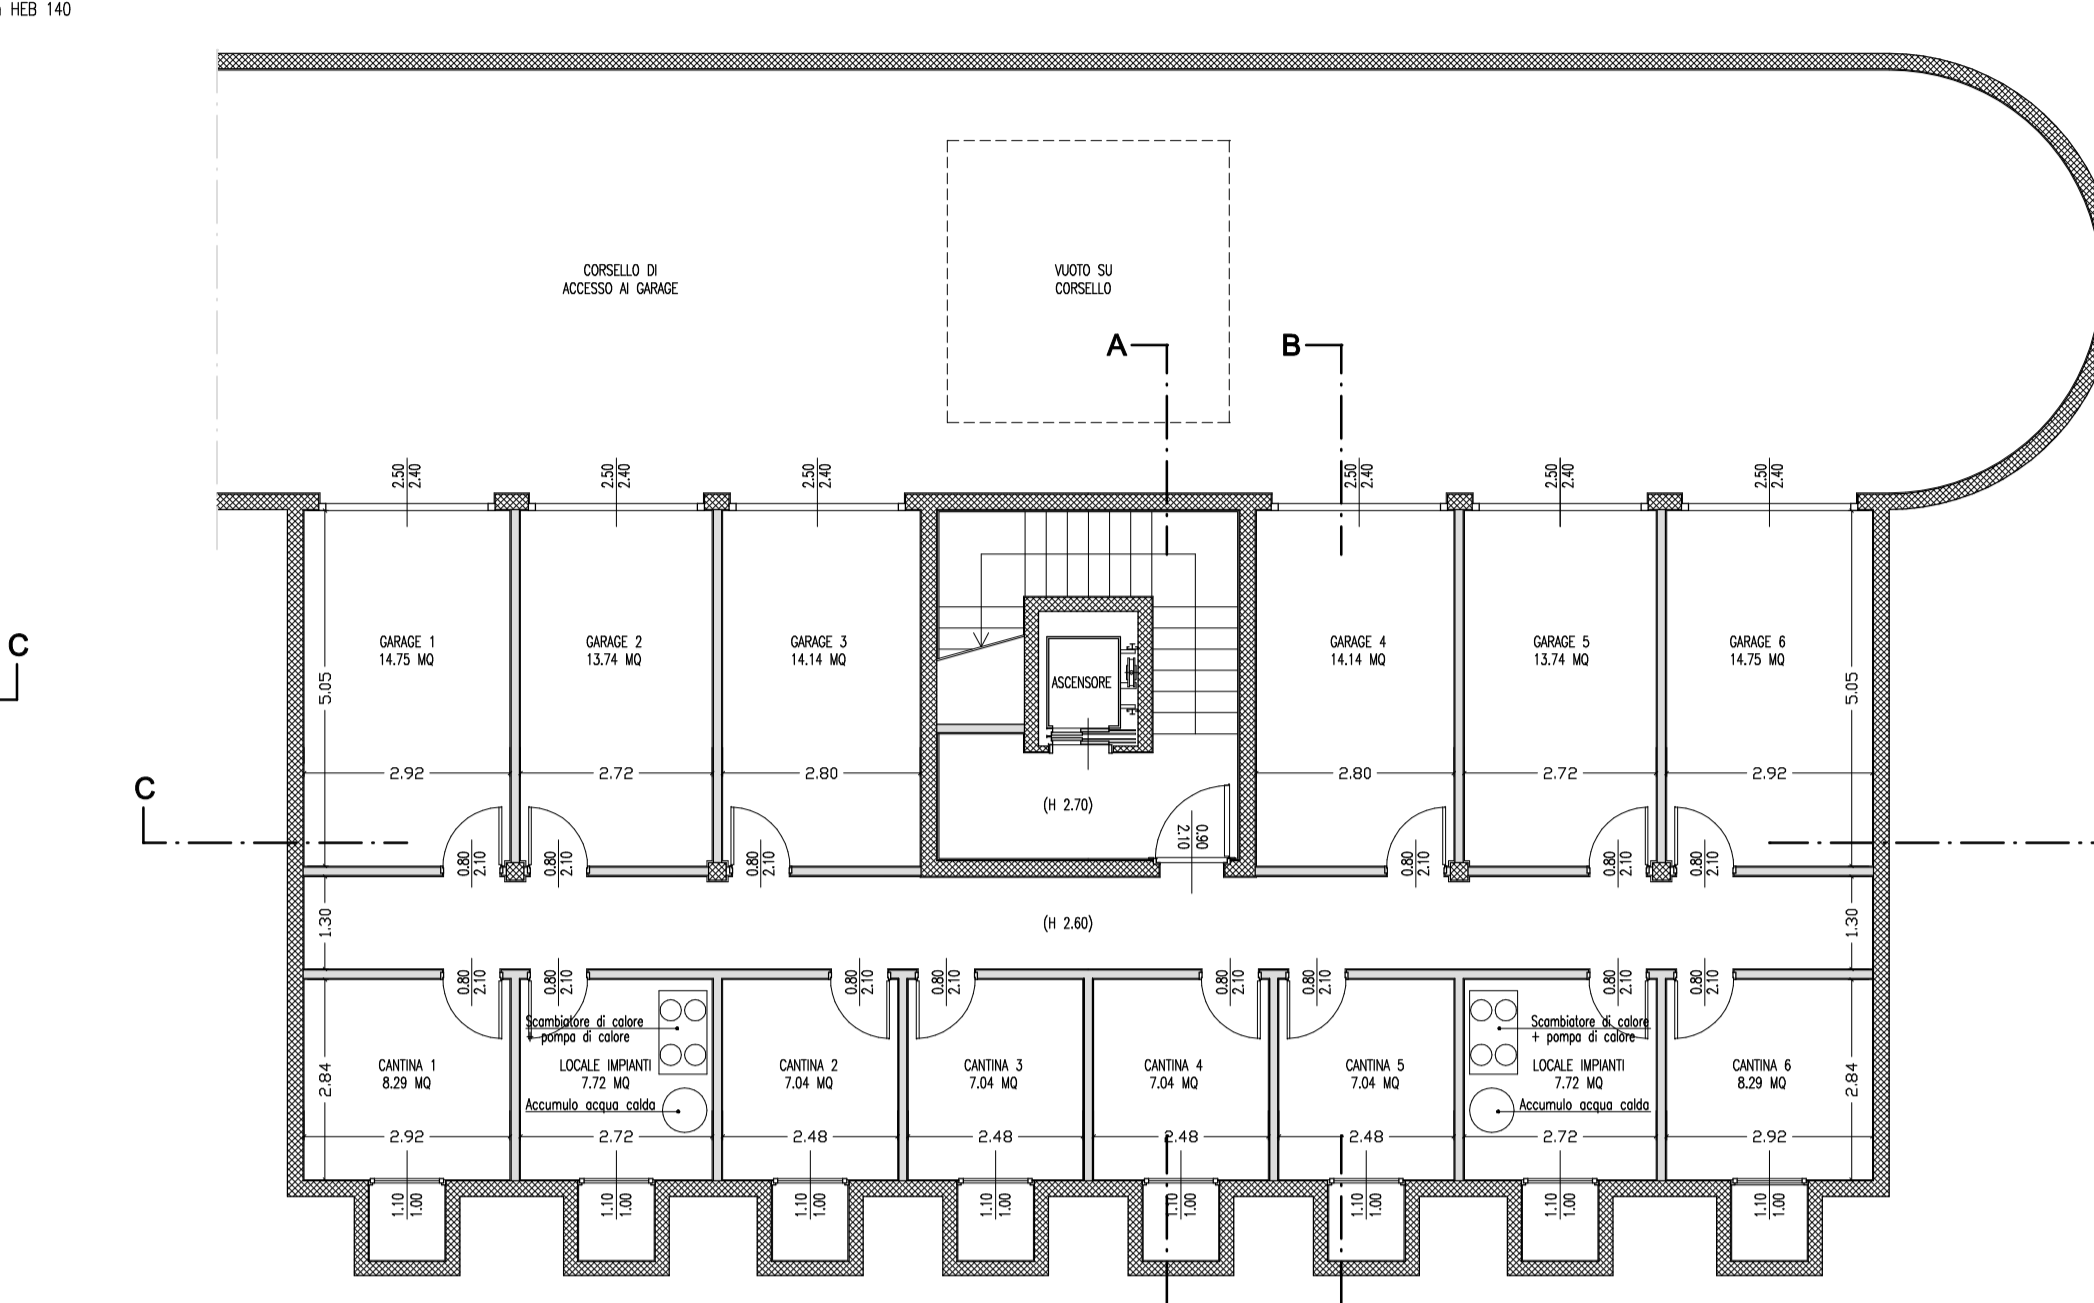 HEB 140
CORSELLO DI
ACCESSO AI GARAGE
VUOTO SU
CORSELLO
A
B
2.50
2.40
2.50
2.40
2.50
2.40
2.50
2.40
2.50
2.40
2.50
2.40
C
GARAGE 1
14.75 MQ
GARAGE 2
13.74 MQ
GARAGE 3
14.14 MQ
ASCENSORE
GARAGE 4
14.14 MQ
GARAGE 5
13.74 MQ
GARAGE 6
14.75 MQ
5.05
5.05
2.92
2.72
2.80
2.80
2.72
2.92
C
(H 2.70)
0.90
2.10
0.80
2.10
0.80
2.10
0.80
2.10
0.80
2.10
0.80
2.10
0.80
2.10
1.30
(H 2.60)
1.30
0.80
2.10
0.80
2.10
0.80
2.10
0.80
2.10
0.80
2.10
0.80
2.10
0.80
2.10
0.80
2.10
Scambiatore di calore
+ pompa di calore
Scambiatore di calore
+ pompa di calore
CANTINA 1
8.29 MQ
LOCALE IMPIANTI
7.72 MQ
CANTINA 2
7.04 MQ
CANTINA 3
7.04 MQ
CANTINA 4
7.04 MQ
CANTINA 5
7.04 MQ
LOCALE IMPIANTI
7.72 MQ
CANTINA 6
8.29 MQ
2.84
2.84
Accumulo acqua calda
Accumulo acqua calda
2.92
2.72
2.48
2.48
2.48
2.48
2.72
2.92
1.10
1.00
1.10
1.00
1.10
1.00
1.10
1.00
1.10
1.00
1.10
1.00
1.10
1.00
1.10
1.00